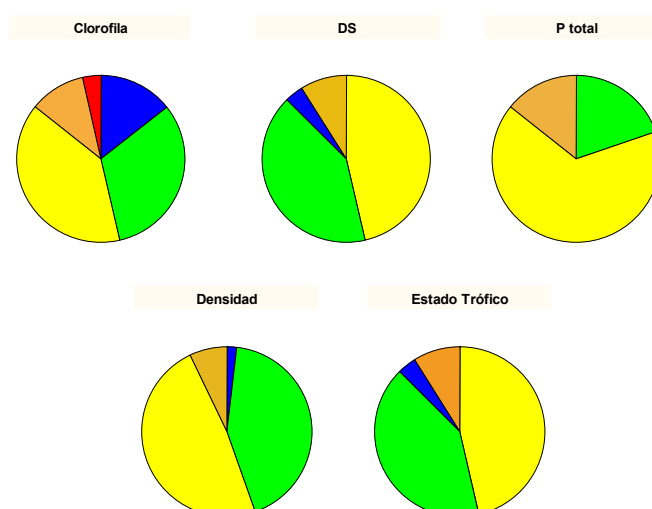 Clorofila
DS
P total
Densidad
Estado Trófico